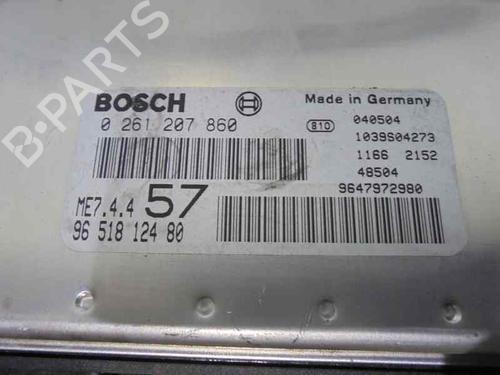 BOSCH
0 261 207 860
ME7.4.4 57
96 518 124 80
Made in Germany
810 040504
1039S04273
1166 2152
48504
9647972980
B-PARTS